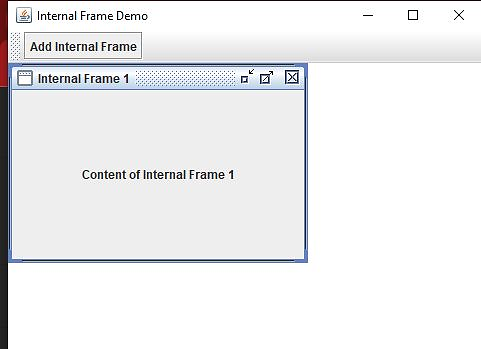 Internal Frame Demo
Add Internal Frame
Internal Frame 1
Content of Internal Frame 1